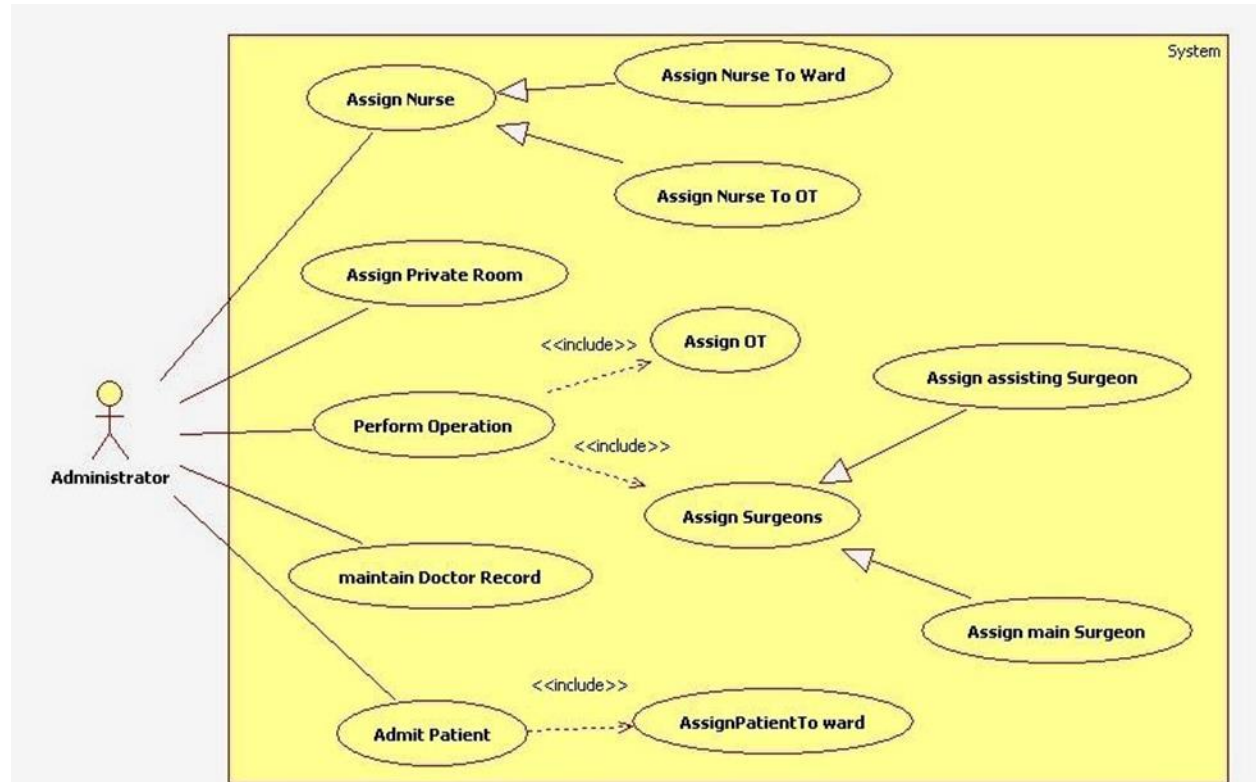 System
Assign Nurse To Ward
Assign Nurse
Assign Nurse To OT
Assign Private Room
<<include>>
Assign OT
Assign assisting Surgeon
Perform Operation
<<include>>
Administrator
Assign Surgeons
maintain Doctor Record
Assign main Surgeon
<<include>>
Admit Patient
AssignPatientTo ward